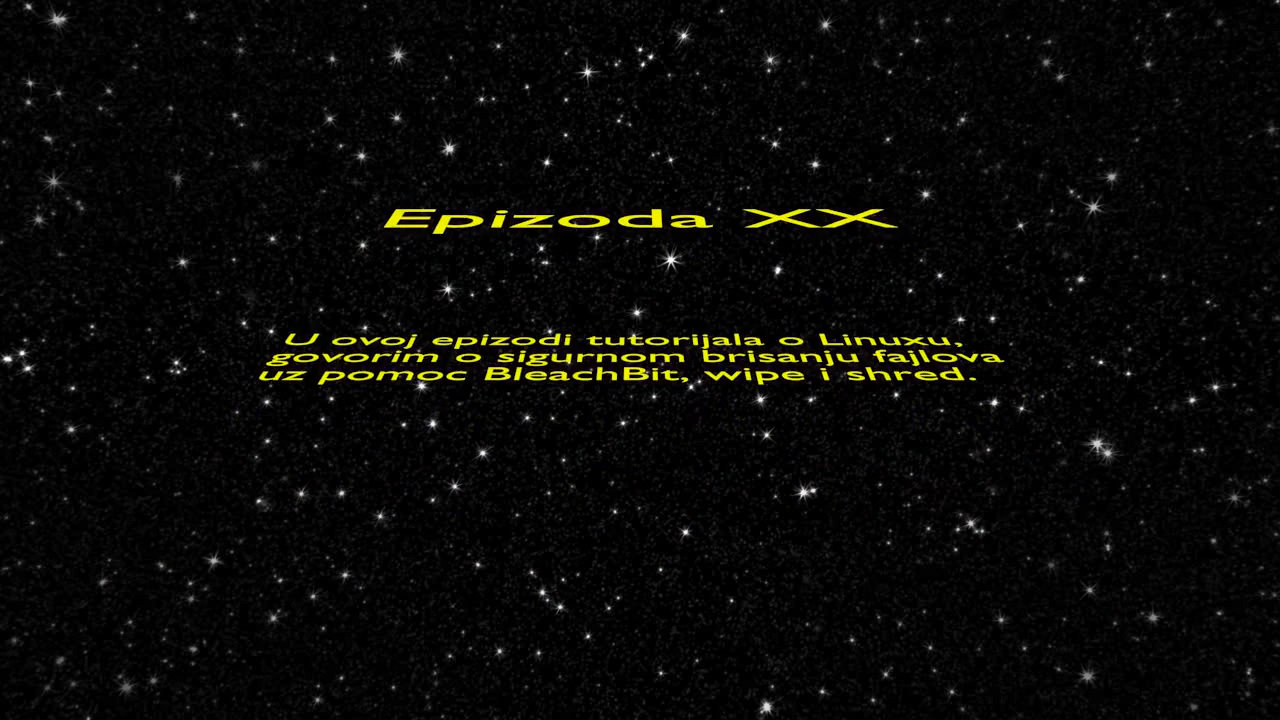 Epizoda XX
U ovoj epizodi tutorijala o Linuxu,
govorim o sigurnom brisanju fajlova
uz pomoc BleachBit, wipe i shred.